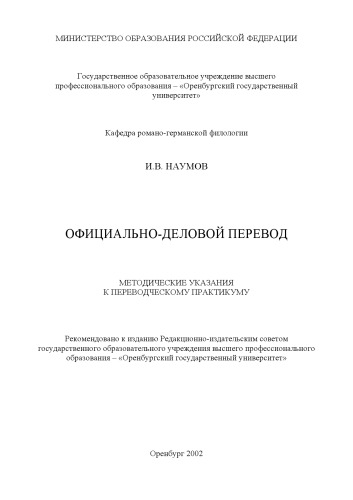 МИНИСТЕРСТВО ОБРАЗОВАНИЯ РОССИЙСКОЙ ФЕДЕРАЦИИ
Государственное образовательное учреждение высшего
профессионального образования – «Оренбургский государственный
университет»
Кафедра романо-германской филологии
И.В. НАУМОВ
ОФИЦИАЛЬНО-ДЕЛОВОЙ ПЕРЕВОД
МЕТОДИЧЕСКИЕ УКАЗАНИЯ
К ПЕРЕВОДЧЕСКОМУ ПРАКТИКУМУ
Рекомендовано к изданию Редакционно-издательским советом
государственного образовательного учреждения высшего профессионального
образования – «Оренбургский государственный университет»
Оренбург 2002